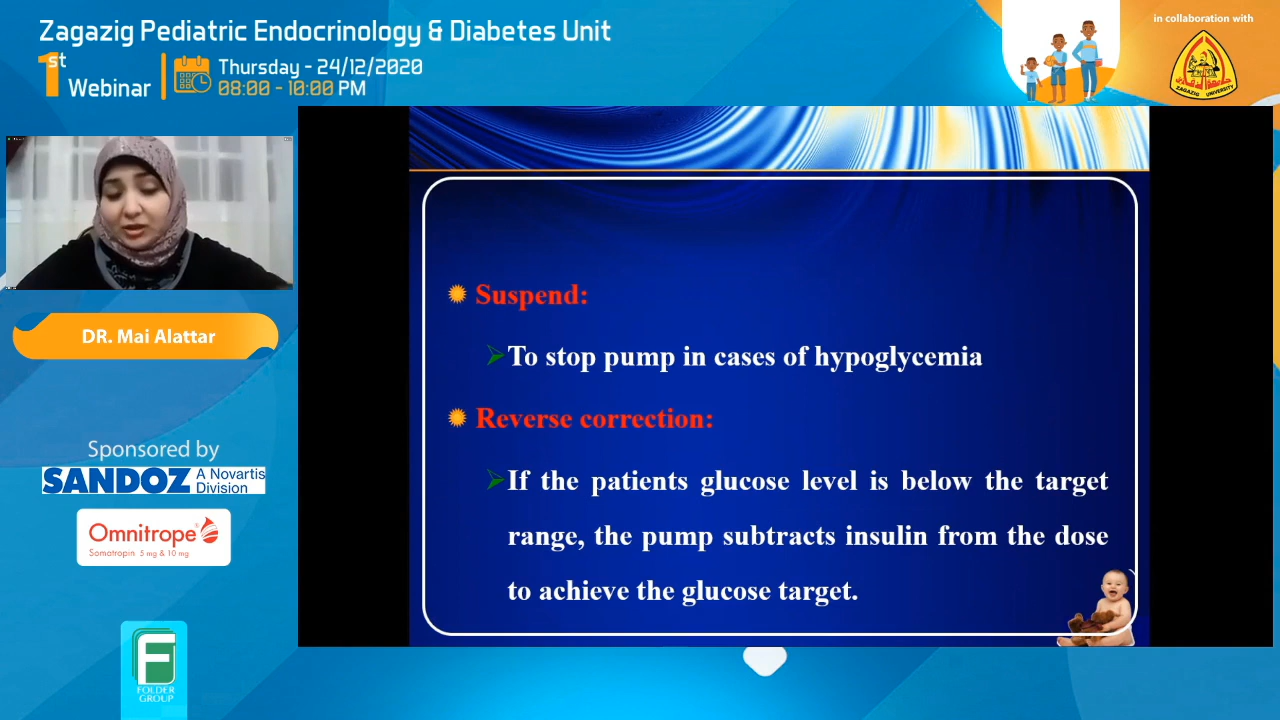 Zagazig Pediatric Endocrinology & Diabetes Unit
1st Webinar
Thursday - 24/12/2020
08:00 - 10:00 PM
in collaboration with
ZAGAZIG UNIVERSITY
DR. Mai Alattar
Sponsored by
SANDOZ A Novartis
Division
Omnitrope®
Somatropin 5 mg & 10 mg
FOLDER
GROUP
Suspend:
To stop pump in cases of hypoglycemia
Reverse correction:
If the patients glucose level is below the target
range, the pump subtracts insulin from the dose
to achieve the glucose target.